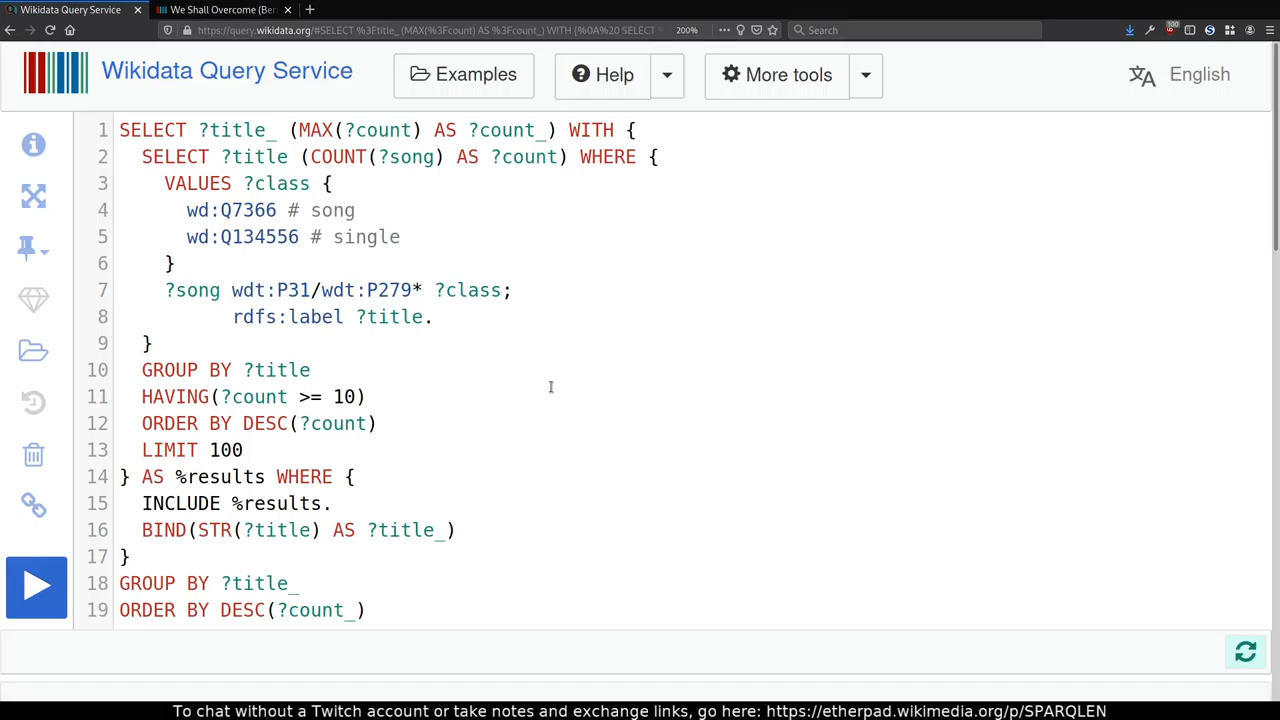 Wikidata Query Service
We Shall Overcome (Ber
https://query.wikidata.org/#SELECT %3Ftitle_ (MAX(%3Fcount) AS %3Fcount_) WITH {%0A%20 SELECT
200%
Search
100
Wikidata Query Service
Examples
Help
More tools
English
1 SELECT ?title_ (MAX(?count) AS ?count_) WITH {
2 SELECT ?title (COUNT(?song) AS ?count) WHERE {
3 VALUES ?class {
4 wd:Q7366 # song
5 wd:Q134556 # single
6 }
7 ?song wdt:P31/wdt:P279* ?class;
8 rdfs:label ?title.
9 }
10 GROUP BY ?title
11 HAVING(?count >= 10)
12 ORDER BY DESC(?count)
13 LIMIT 100
14 } AS %results WHERE {
15 INCLUDE %results.
16 BIND(STR(?title) AS ?title_)
17 }
18 GROUP BY ?title_
19 ORDER BY DESC(?count_)
To chat without a Twitch account or take notes and exchange links, go here: https://etherpad.wikimedia.org/p/SPARQLEN